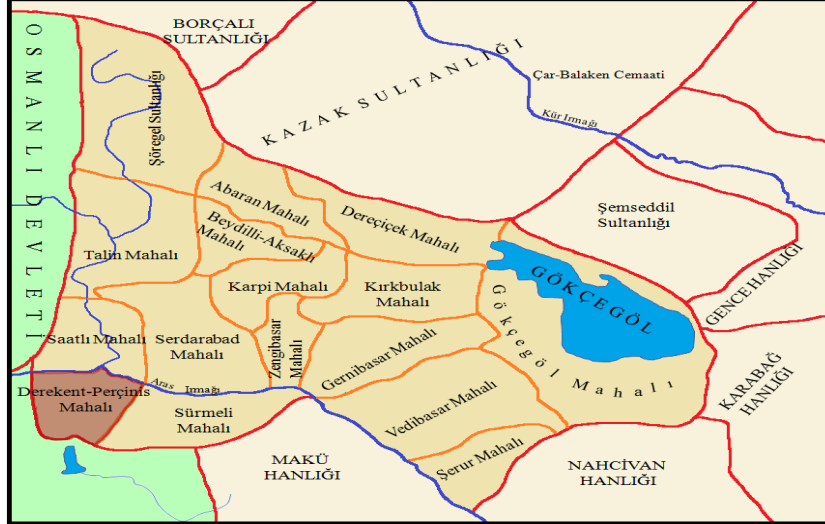 BORÇALI
SULTANLIĞI
OSMANLI DEVLETİ
KAZAK SULTANLIĞI
Çar-Balaken Cemaati
Kür Irmağı
Şöregel Sultanlığı
Abaran Mahalı
Dereçiçek Mahalı
Şemseddil
Sultanlığı
Beydilli-Aksaklı
Mahalı
Talin Mahalı
GÖKÇEGÖL
GENCE HANLIĞI
Karpi Mahalı
Kırkbulak
Mahalı
Gökçegöl Mahalı
Saatlı Mahalı
Serdarabad
Mahalı
Zengibasar
Mahalı
Gernibasar Mahalı
KARABAĞ
HANLIĞI
Derekent-Perçinis
Mahalı
Aras Irmağı
Sürmeli
Mahalı
Vedibasar Mahalı
Şerur Mahalı
MAKÜ
HANLIĞI
NAHCİVAN
HANLIĞI